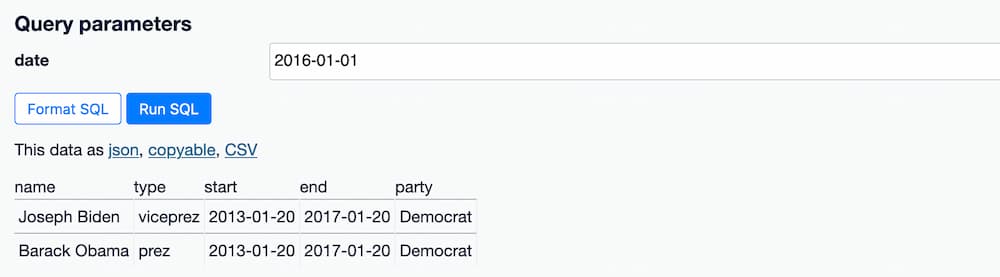 Query parameters
date 2016-01-01
Format SQL Run SQL
This data as json, copyable, CSV
name type start end party
Joseph Biden viceprez 2013-01-20 2017-01-20 Democrat
Barack Obama prez 2013-01-20 2017-01-20 Democrat